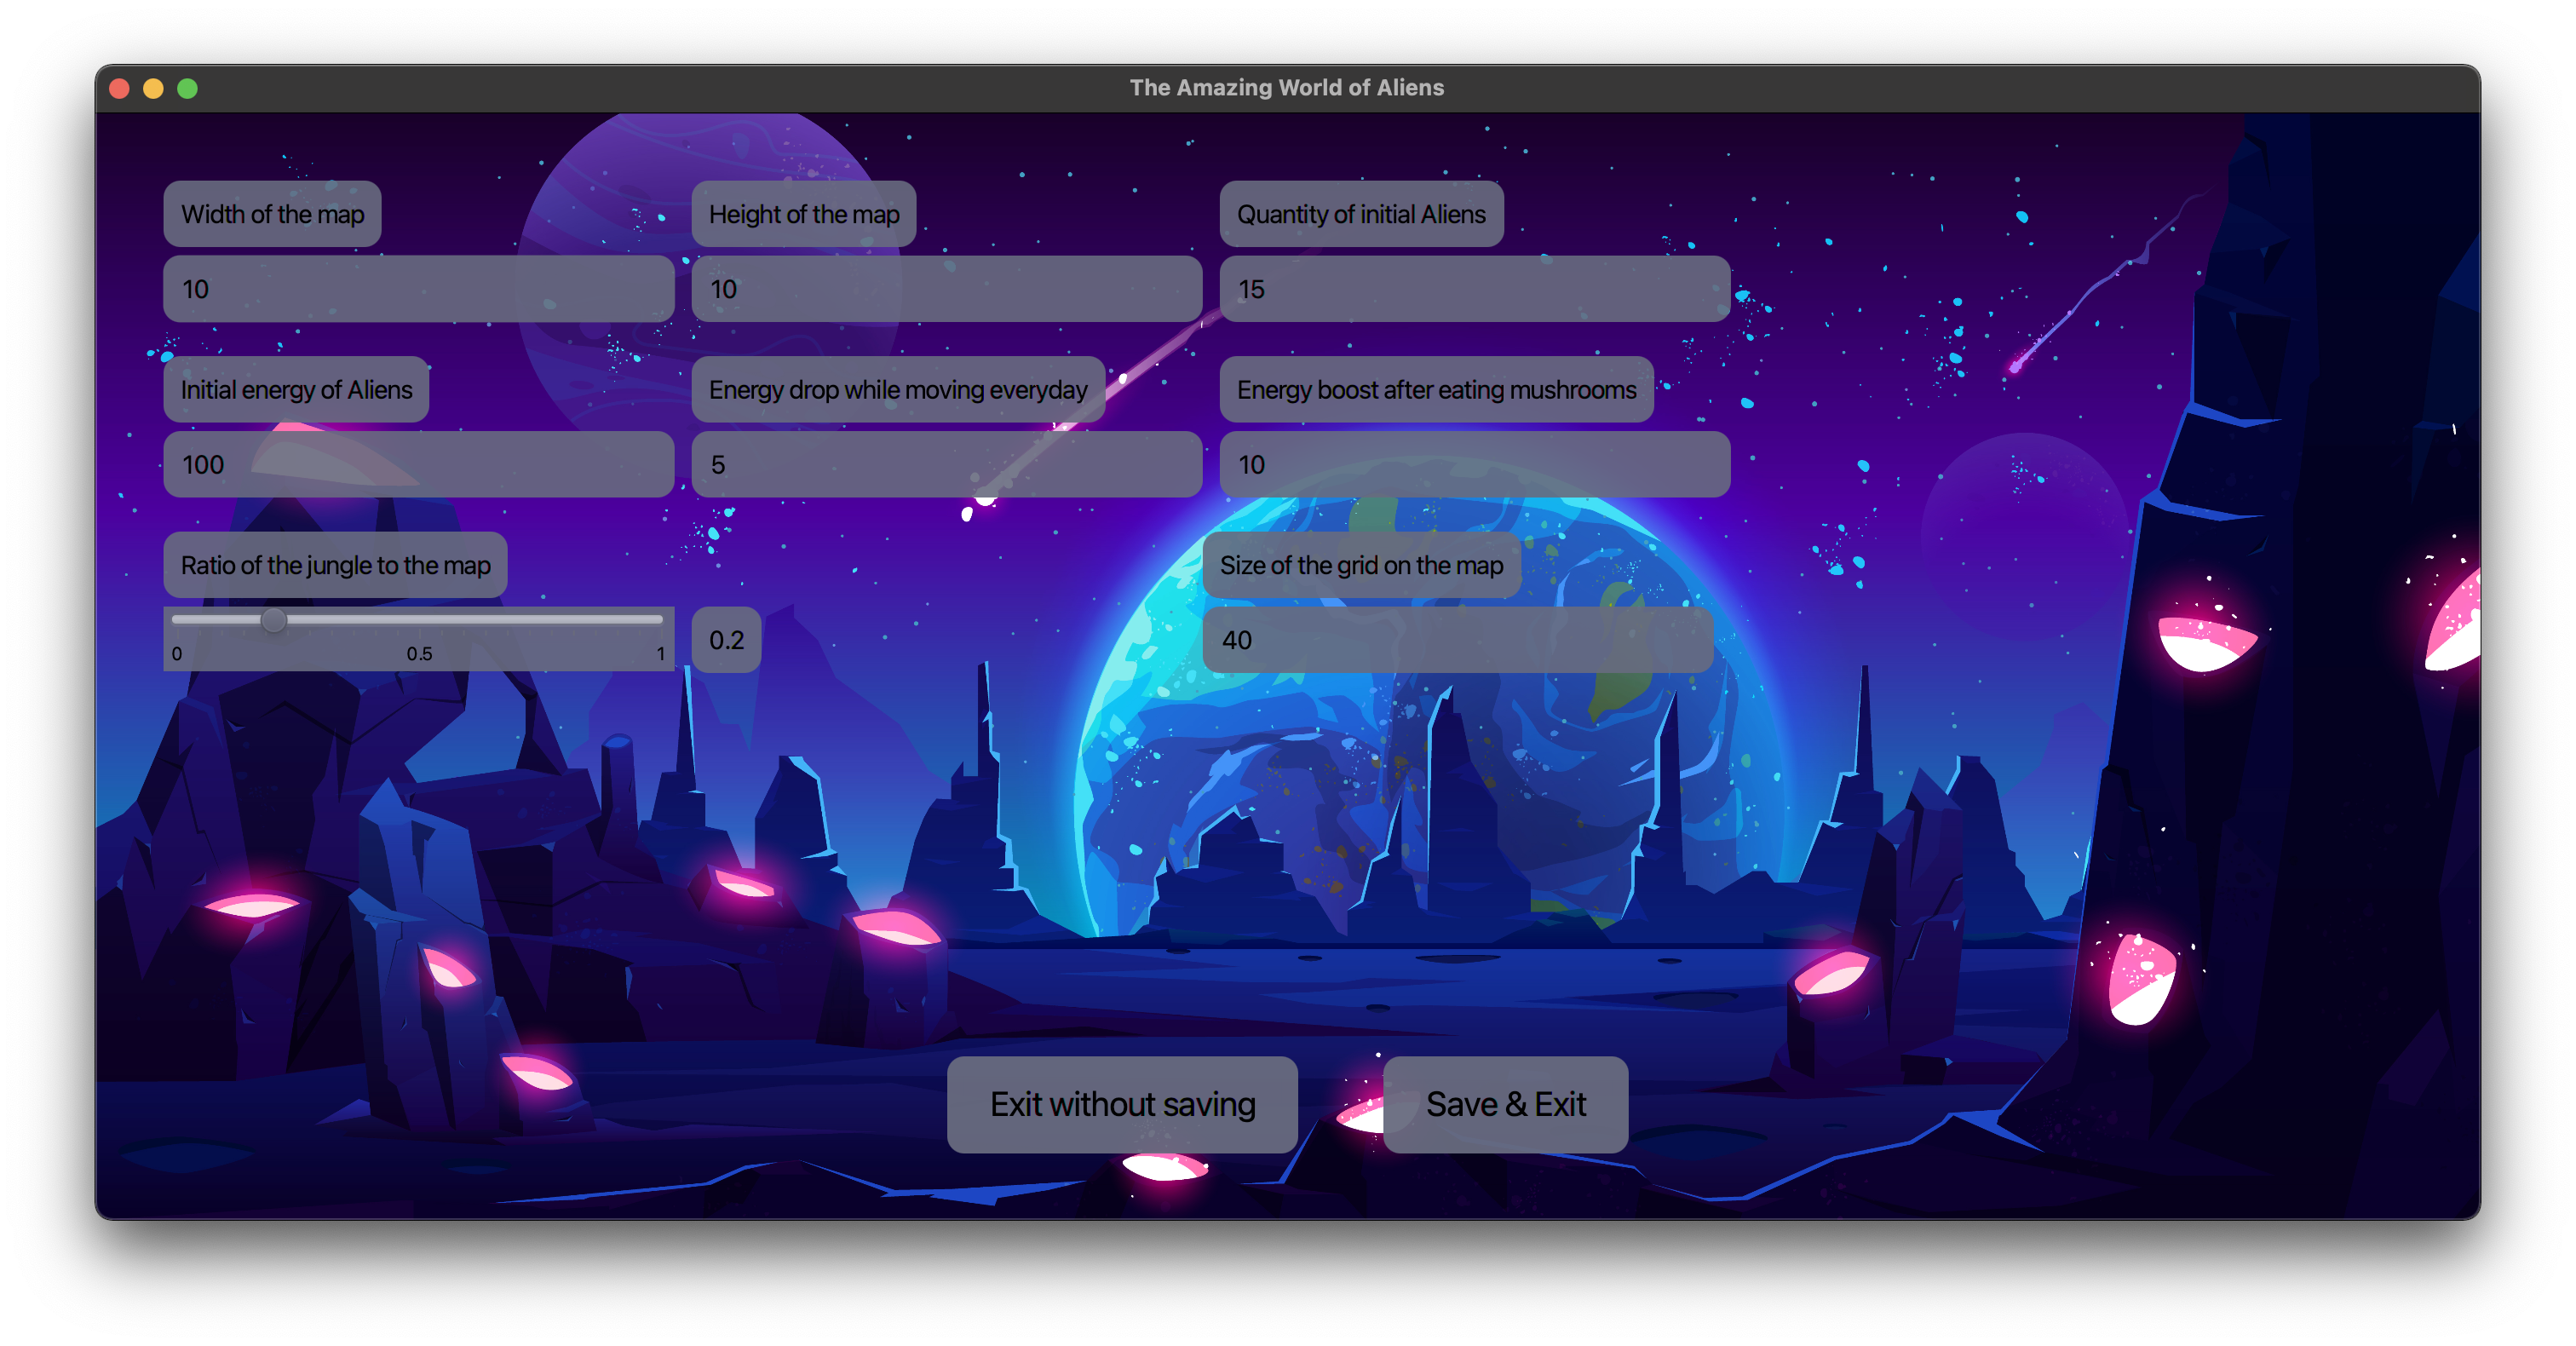 The Amazing World of Aliens
Width of the map
Height of the map
Quantity of initial Aliens
10
10
15
Initial energy of Aliens
Energy drop while moving everyday
Energy boost after eating mushrooms
100
5
10
Ratio of the jungle to the map
Size of the grid on the map
0 0.5 1
0.2
40
Exit without saving
Save & Exit